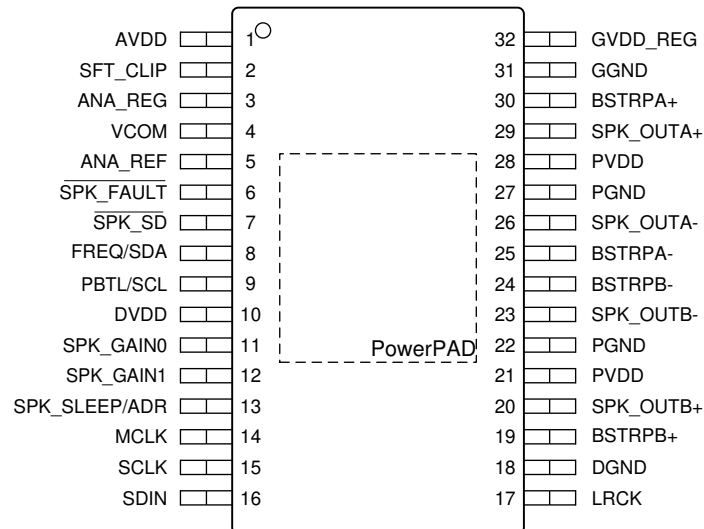 AVDD 1 32 GVDD_REG
SFT_CLIP 2 31 GGND
ANA_REG 3 30 BSTRPA+
VCOM 4 29 SPK_OUTA+
ANA_REF 5 28 PVDD
SPK_FAULT 6 27 PGND
SPK_SD 7 26 SPK_OUTA-
FREQ/SDA 8 25 BSTRPA-
PBTL/SCL 9 24 BSTRPB-
DVDD 10 23 SPK_OUTB-
SPK_GAIN0 11 PowerPAD 22 PGND
SPK_GAIN1 12 21 PVDD
SPK_SLEEP/ADR 13 20 SPK_OUTB+
MCLK 14 19 BSTRPB+
SCLK 15 18 DGND
SDIN 16 17 LRCK